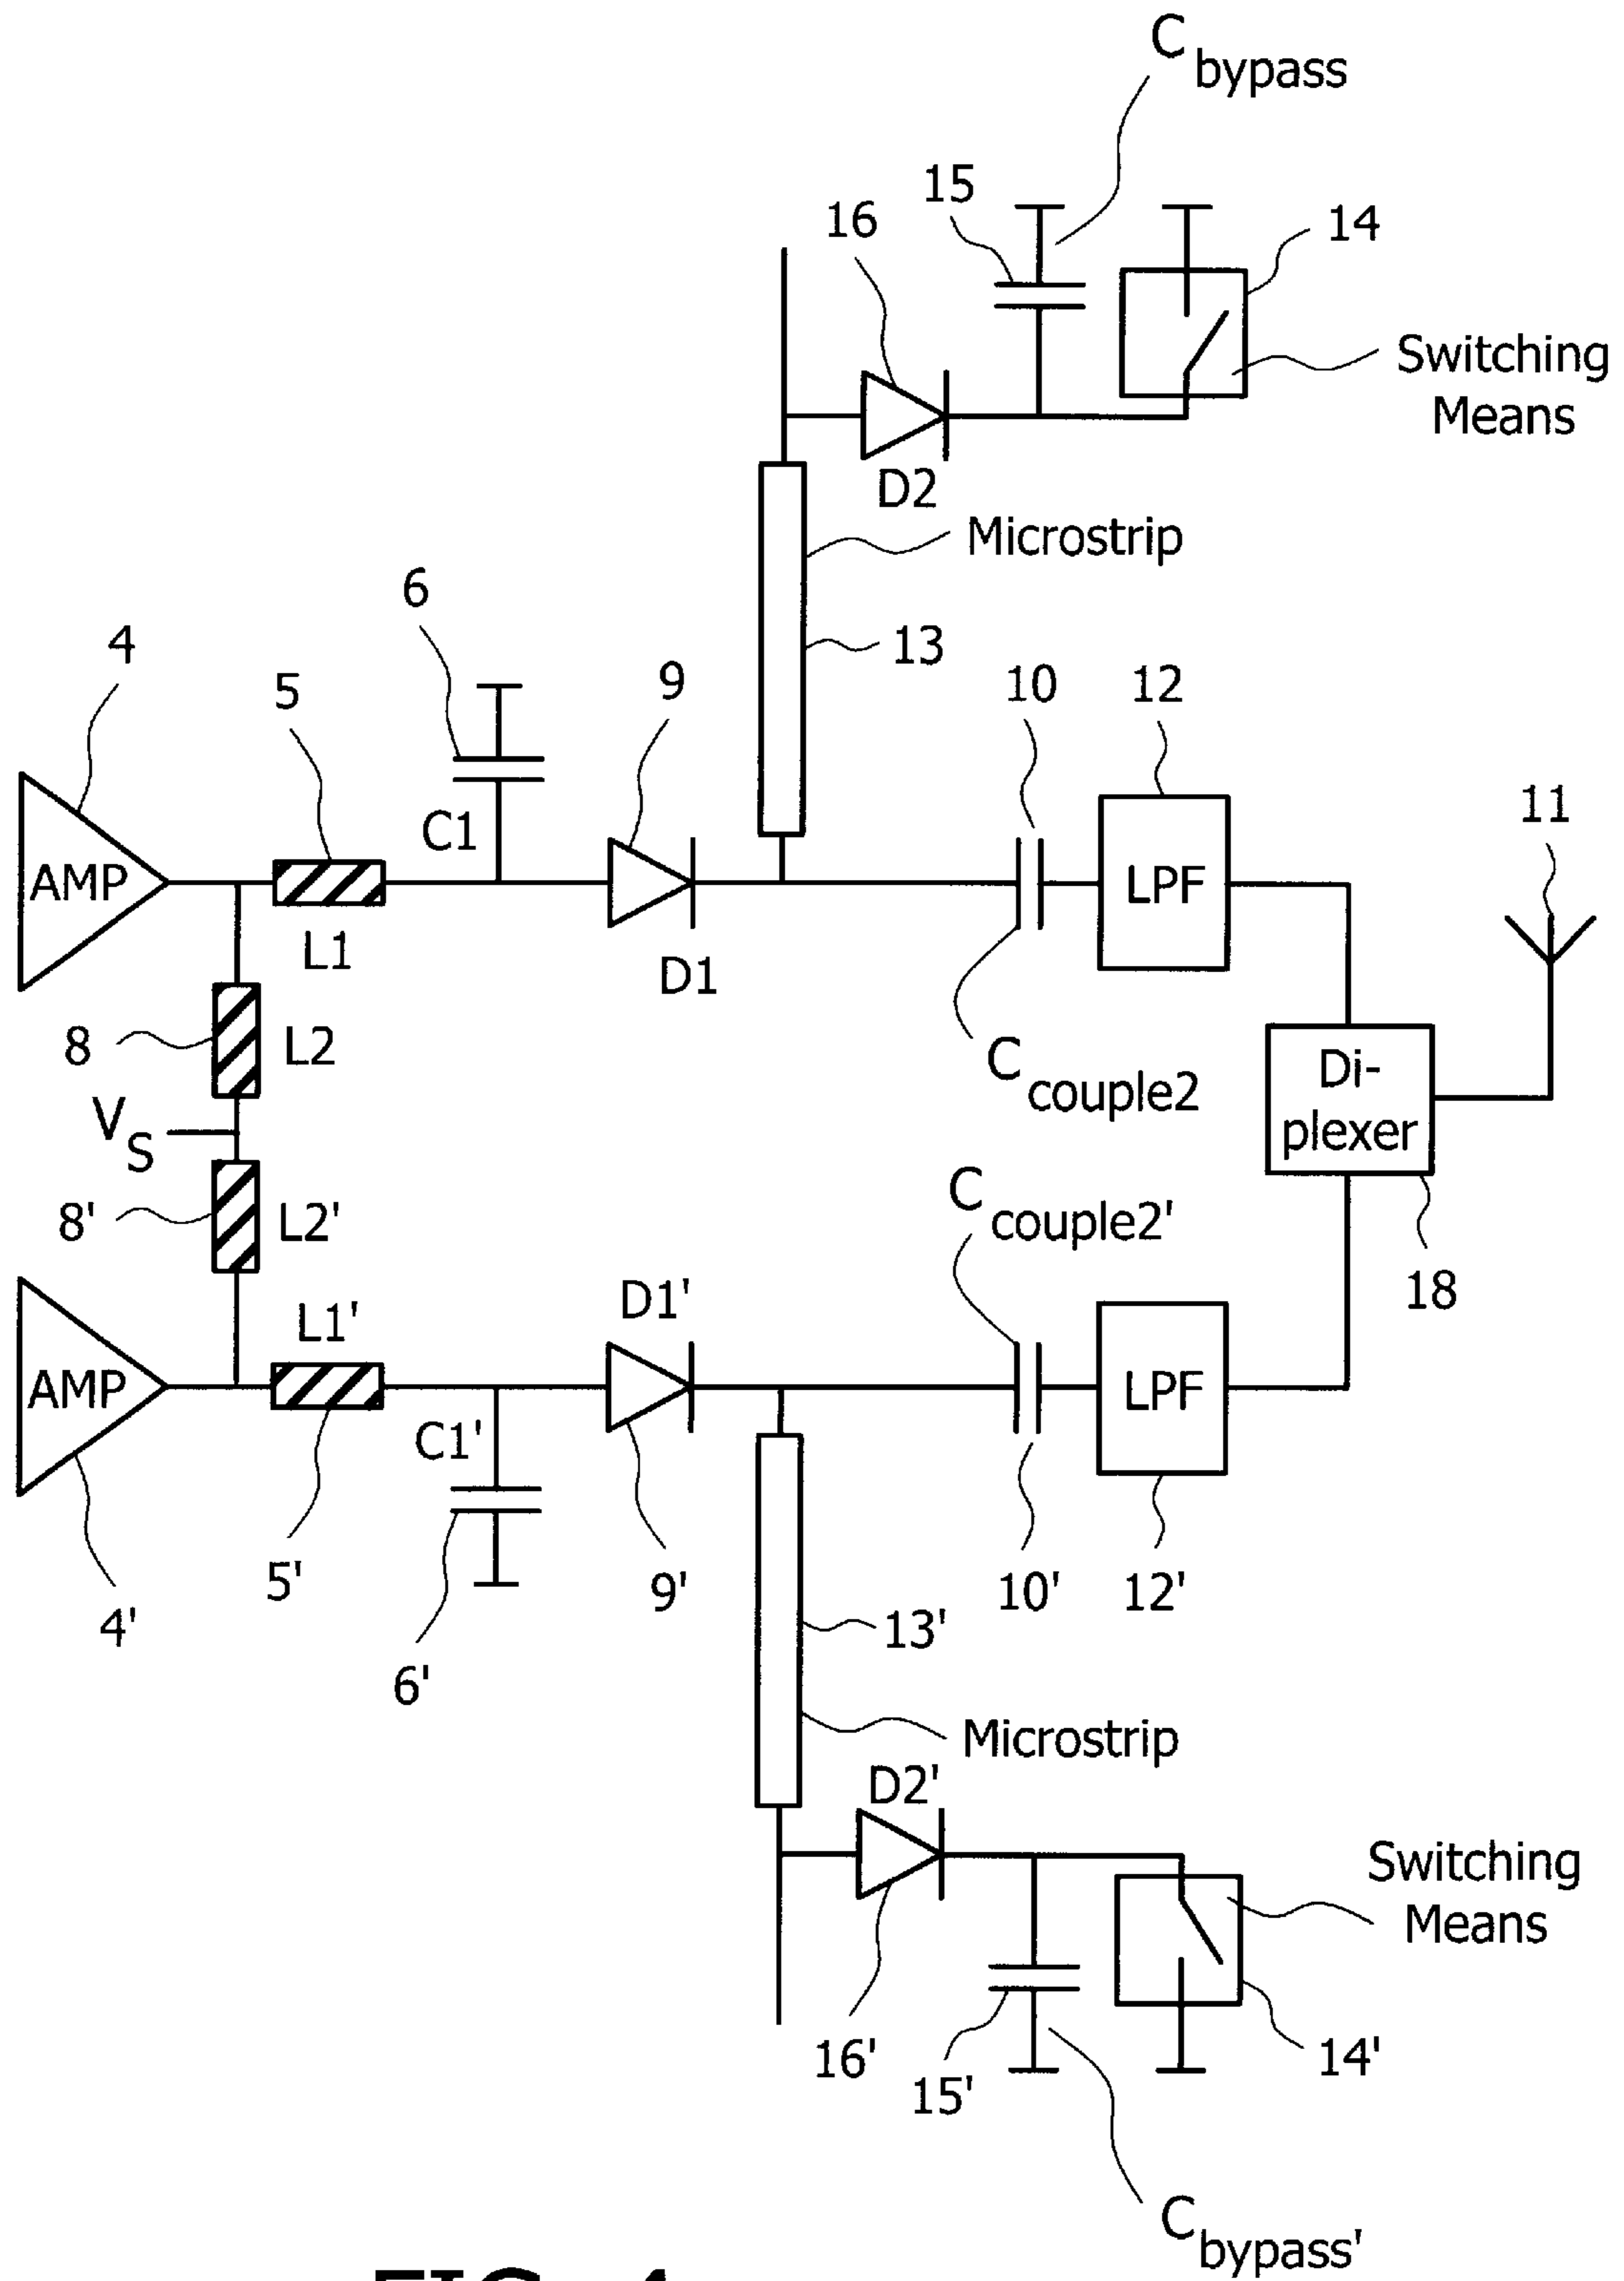 C bypass
15
16
14
Switching
Means
D2
Microstrip
6
13
4
9
10
12
5
11
C1
AMP
LPF
L1
D1
8
L2
C couple2
Di-
plexer
V S
C couple2'
8'
L2'
18
D1'
L1'
AMP
LPF
C1'
5'
9'
10'
12'
4'
13'
6'
Microstrip
D2'
Switching
Means
16'
14'
15'
C bypass'